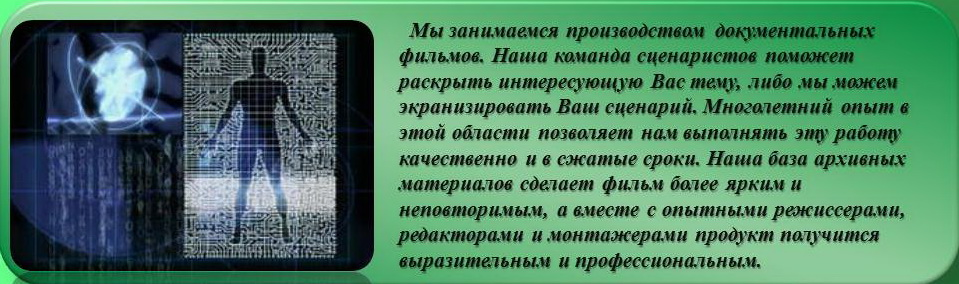 Мы занимаемся производством документальных
фильмов. Наша команда сценаристов поможет
раскрыть интересующую Вас тему, либо мы можем
экранизировать Ваш сценарий. Многолетний опыт в
этой области позволяет нам выполнять эту работу
качественно и в сжатые сроки. Наша база архивных
материалов сделает фильм более ярким и
неповторимым, а вместе с опытными режиссерами,
редакторами и монтажерами продукт получится
выразительным и профессиональным.